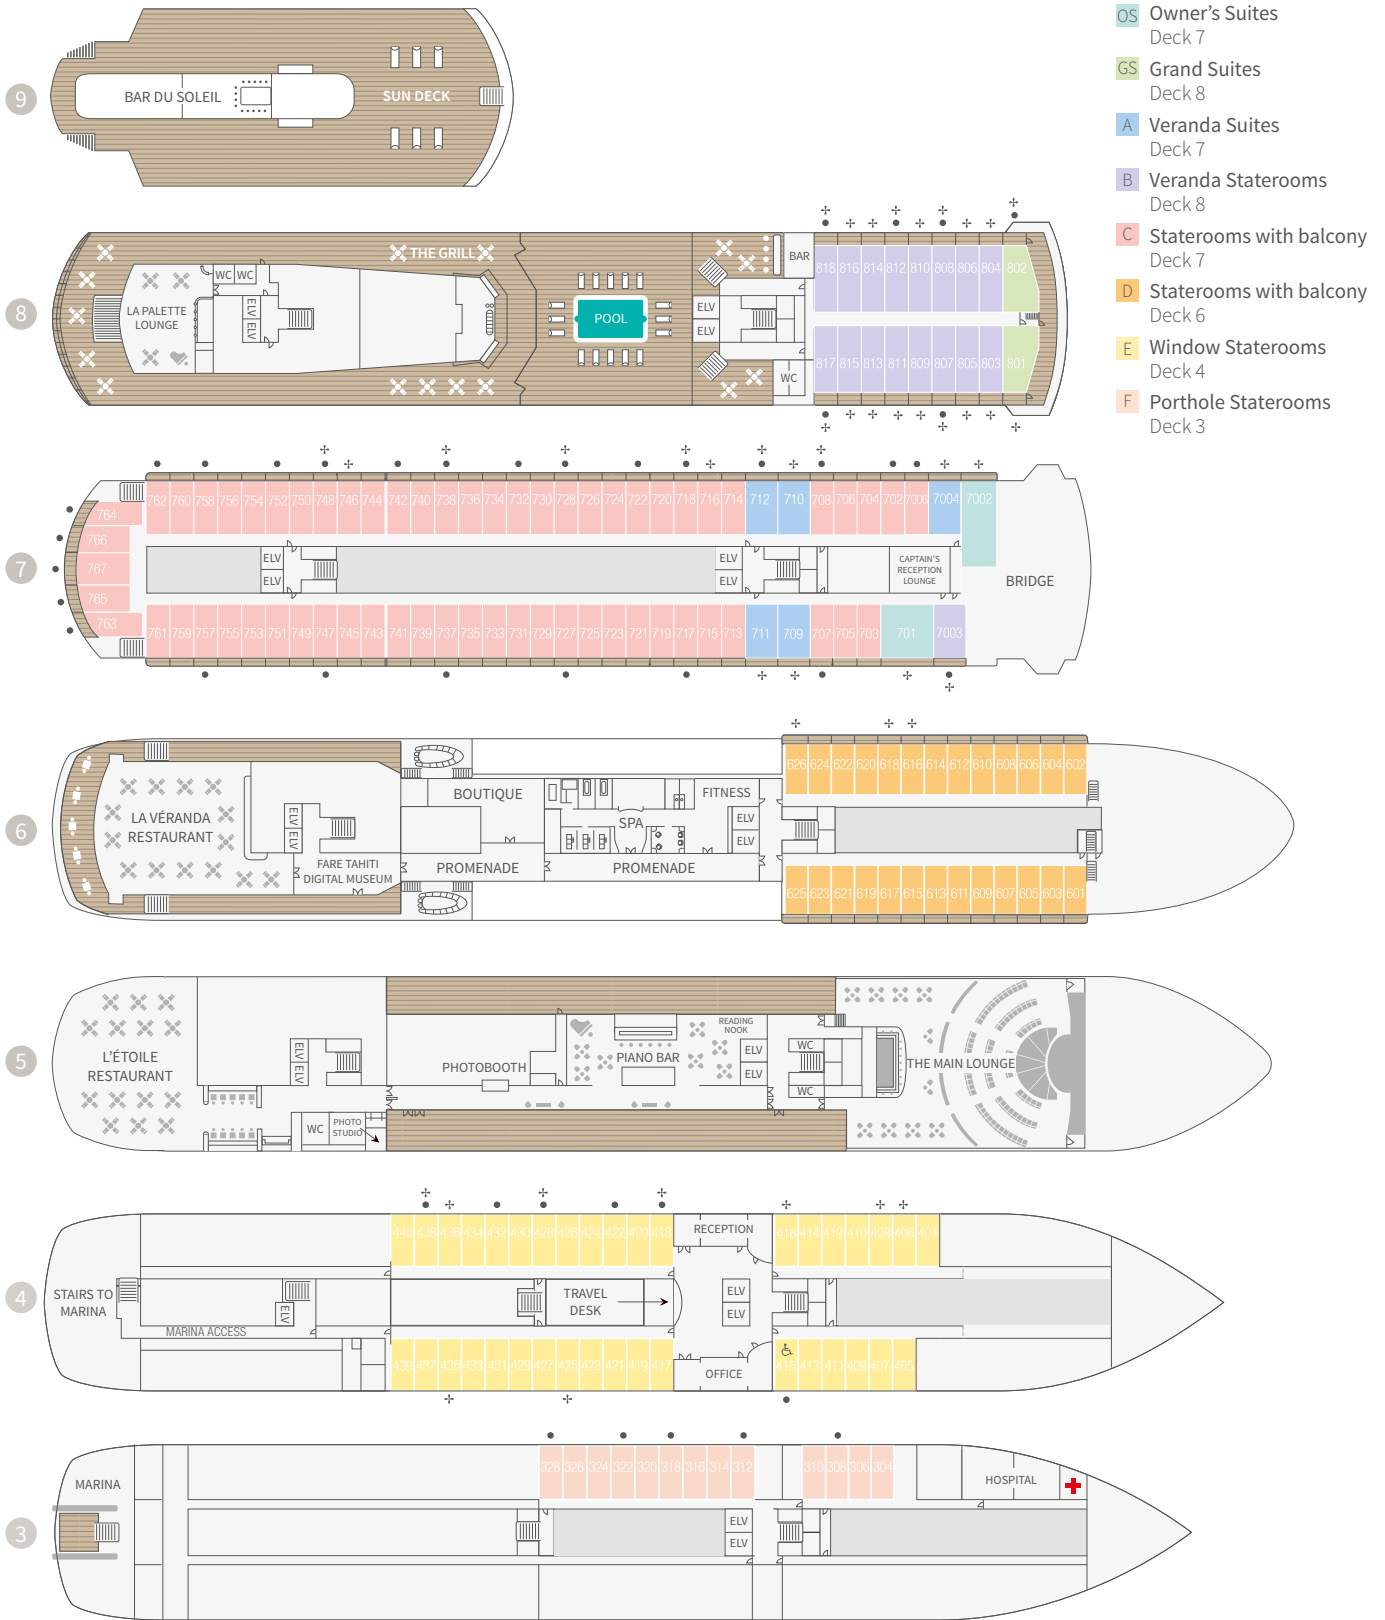 OS Owner's Suites
Deck 7
GS Grand Suites
Deck 8
A Veranda Suites
Deck 7
B Veranda Staterooms
Deck 8
C Staterooms with balcony
Deck 7
D Staterooms with balcony
Deck 6
E Window Staterooms
Deck 4
F Porthole Staterooms
Deck 3
9
BAR DU SOLEIL
SUN DECK
8
THE GRILL
WC WC
LA PALETTE
LOUNGE
ELV ELV
POOL
ELV
ELV
BAR
WC
818 816 814 812 810 808 806 804 802
817 815 813 811 809 807 805 803 801
7
762 760 758 756 754 752 750 748 746 744 742 740 738 736 734 732 730 728 726 724 722 720 718 716 714 712 710 708 706 704 702 7006 7004 7002
764
766
767
765
763
ELV
ELV
ELV
ELV
CAPTAIN'S
RECEPTION
LOUNGE
BRIDGE
761 759 757 755 753 751 749 747 745 743 741 739 737 735 733 731 729 727 725 723 721 719 717 715 713 711 709 707 705 703 701 7003
6
LA VÉRANDA
RESTAURANT
ELV ELV
FARE TAHITI
DIGITAL MUSEUM
BOUTIQUE
PROMENADE
SPA
FITNESS
ELV
ELV
PROMENADE
626 624 622 620 618 616 614 612 610 608 606 604 602
625 623 621 619 617 615 613 611 609 607 605 603 601
5
L'ÉTOILE
RESTAURANT
ELV ELV
WC
PHOTO
STUDIO
PHOTOBOOTH
PIANO BAR
READING
NOOK
ELV
ELV
WC
WC
THE MAIN LOUNGE
4
STAIRS TO
MARINA
ELV
MARINA ACCESS
440 438 436 434 432 430 428 426 424 422 420 418
RECEPTION
416 414 412 410 408 406 404
TRAVEL
DESK
ELV
ELV
439 437 435 433 431 429 427 425 423 421 419 417
OFFICE
415 413 411 409 407 405
3
MARINA
328 326 324 322 320 318 316 314 312
310 308 306 304
HOSPITAL
ELV
ELV